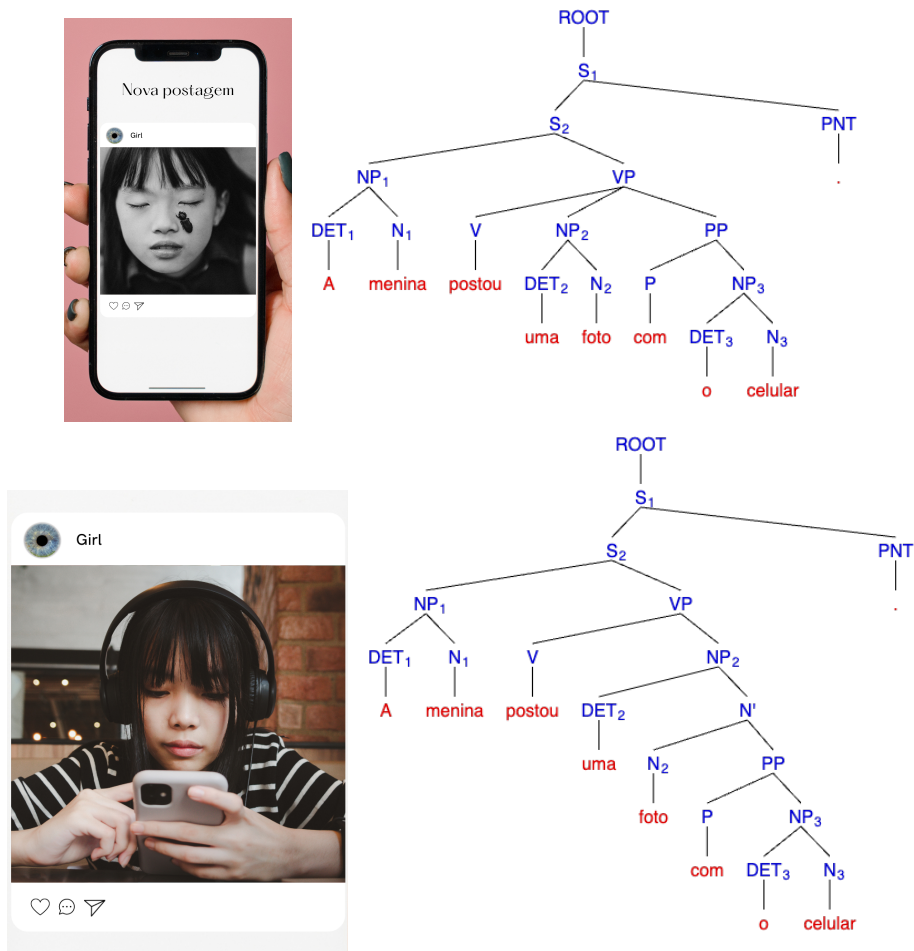 Nova postagem
Girl
ROOT
S₁
S₂ PNT
NP₁ VP .
DET₁ N₁ V NP₂ PP
A menina postou DET₂ N₂ P NP₃
uma foto com DET₃ N₃
o celular
Girl
ROOT
S₁
S₂ PNT
NP₁ VP .
DET₁ N₁ V NP₂
A menina postou DET₂ N'
uma N₂ PP
foto P NP₃
com DET₃ N₃
o celular